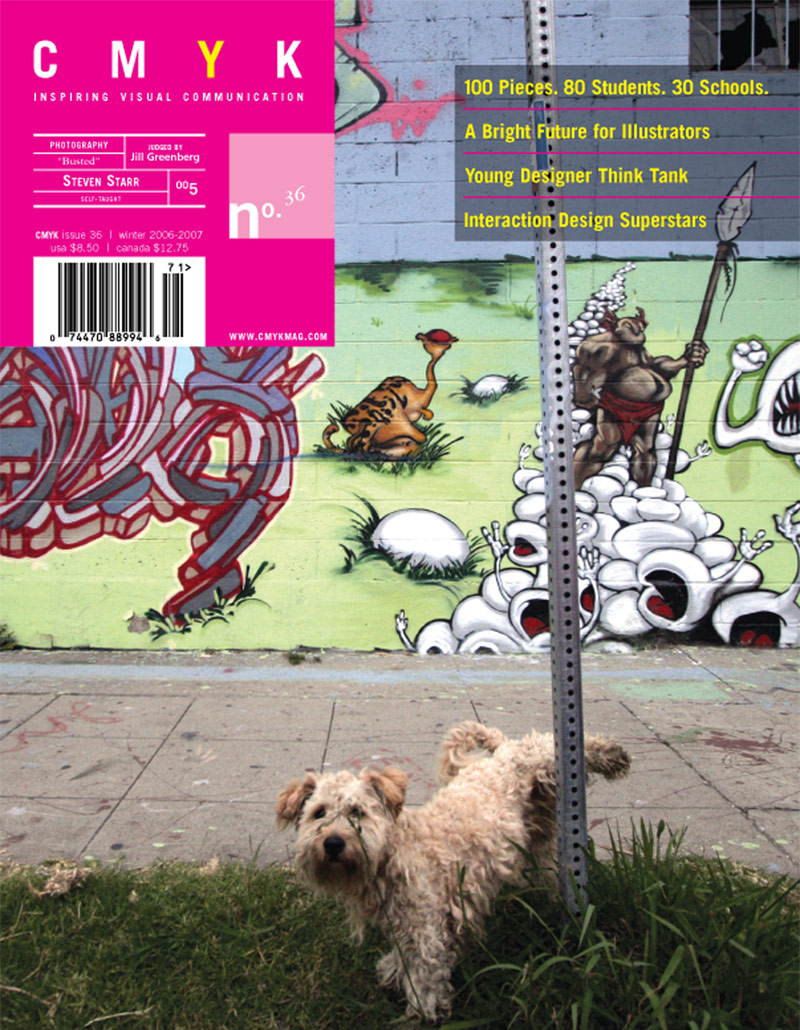 CMYK
INSPIRING VISUAL COMMUNICATION
PHOTOGRAPHY
"Busted"
JUDGED BY
Jill Greenberg
STEVEN STARR
SELF-TAUGHT
005
no. 36
CMYK issue 36 | winter 2006-2007
usa $8.50 | canada $12.75
71>
0 74470 88994 6
WWW.CMYKMAG.COM
100 Pieces. 80 Students. 30 Schools.
A Bright Future for Illustrators
Young Designer Think Tank
Interaction Design Superstars